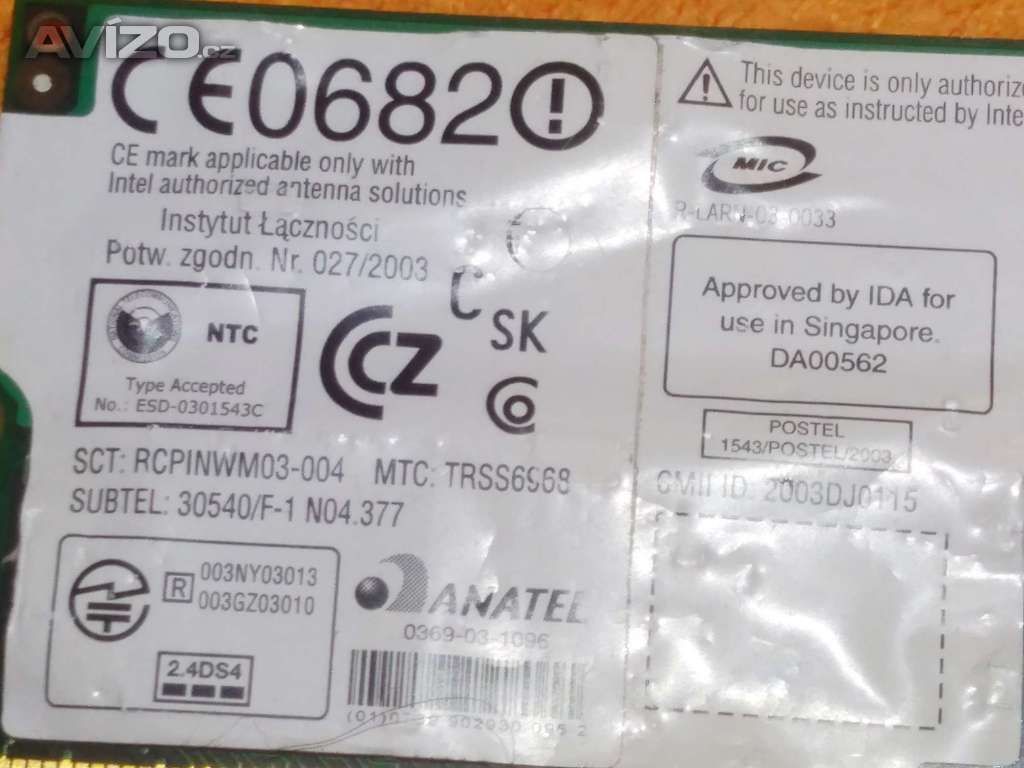 AVIZO.cz
CE0682
CE mark applicable only with
Intel authorized antenna solutions
Instytut Łączności
Potw. zgodn. Nr. 027/2003
NTC
Type Accepted
No.: ESD-0301543C
CZ
C
SK
SCT: RCPINWM03-004 MTC: TRSS6968
SUBTEL: 30540/F-1 N04.377
R 003NY03013
003GZ03010
2.4DS4
ANATEL
0369-03-1096
This device is only authorize
for use as instructed by Inte
MIC
Approved by IDA for
use in Singapore.
DA00562
POSTEL
1543/POSTEL/2003
CMII ID: 2003DJ0115